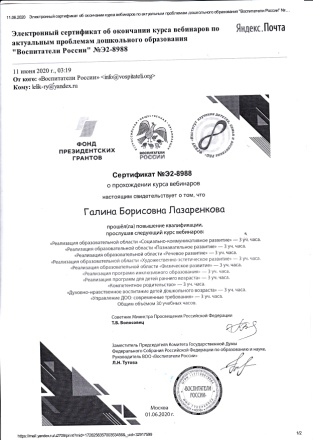 11.06.2020 Электронный сертификат об окончании курса вебинаров по актуальным проблемам дошкольного образования "Воспитатели России" №...
Электронный сертификат об окончании курса вебинаров по
актуальным проблемам дошкольного образования
"Воспитатели России" №Э2-8988
Яндекс.Почта
11 июня 2020 г., 03:19
От кого: «Воспитатели России» <info@vospitateli.org>
Кому: lelik-ry@yandex.ru
ФОНД
ПРЕЗИДЕНТСКИХ
ГРАНТОВ
ВОСПИТАТЕЛИ
РОССИИ
Сертификат №Э2-8988
о прохождении курса вебинаров
настоящим свидетельствует о том, что
Галина Борисовна Лазаренкова
прошёл(ла) повышение квалификации,
прослушав следующий курс вебинаров:
«Реализация образовательной области «Социально-коммуникативное развитие» — 3 уч. часа.
«Реализация образовательной области «Познавательное развитие» — 3 уч. часа.
«Реализация образовательной области «Речевое развитие» — 3 уч. часа.
«Реализация образовательной области «Художественно-эстетическое развитие» — 3 уч. часа.
«Реализация образовательной области «Физическое развитие» — 3 уч. часа.
«Реализация программ инклюзивного образования» — 3 уч. часа.
«Реализация программ для детей раннего возраста» — 3 уч. часа.
«Компетентное родительство» — 3 уч. часа.
«Духовно-нравственное воспитание детей дошкольного возраста» — 3 уч. часа.
«Управление ДОО: современные требования» — 3 уч. часа.
Общим объемом 30 учебных часов.
Советник Министра Просвещения Российской Федерации
Т.В. Волосовец
Заместитель Председателя Комитета Государственной Думы
Федерального Собрания Российской Федерации по образованию и науке,
Руководитель ВОО «Воспитатели России»
Л.Н. Тутова
ВОСПИТАТЕЛИ
РОССИИ
Москва
01.06.2020 г.
1/2